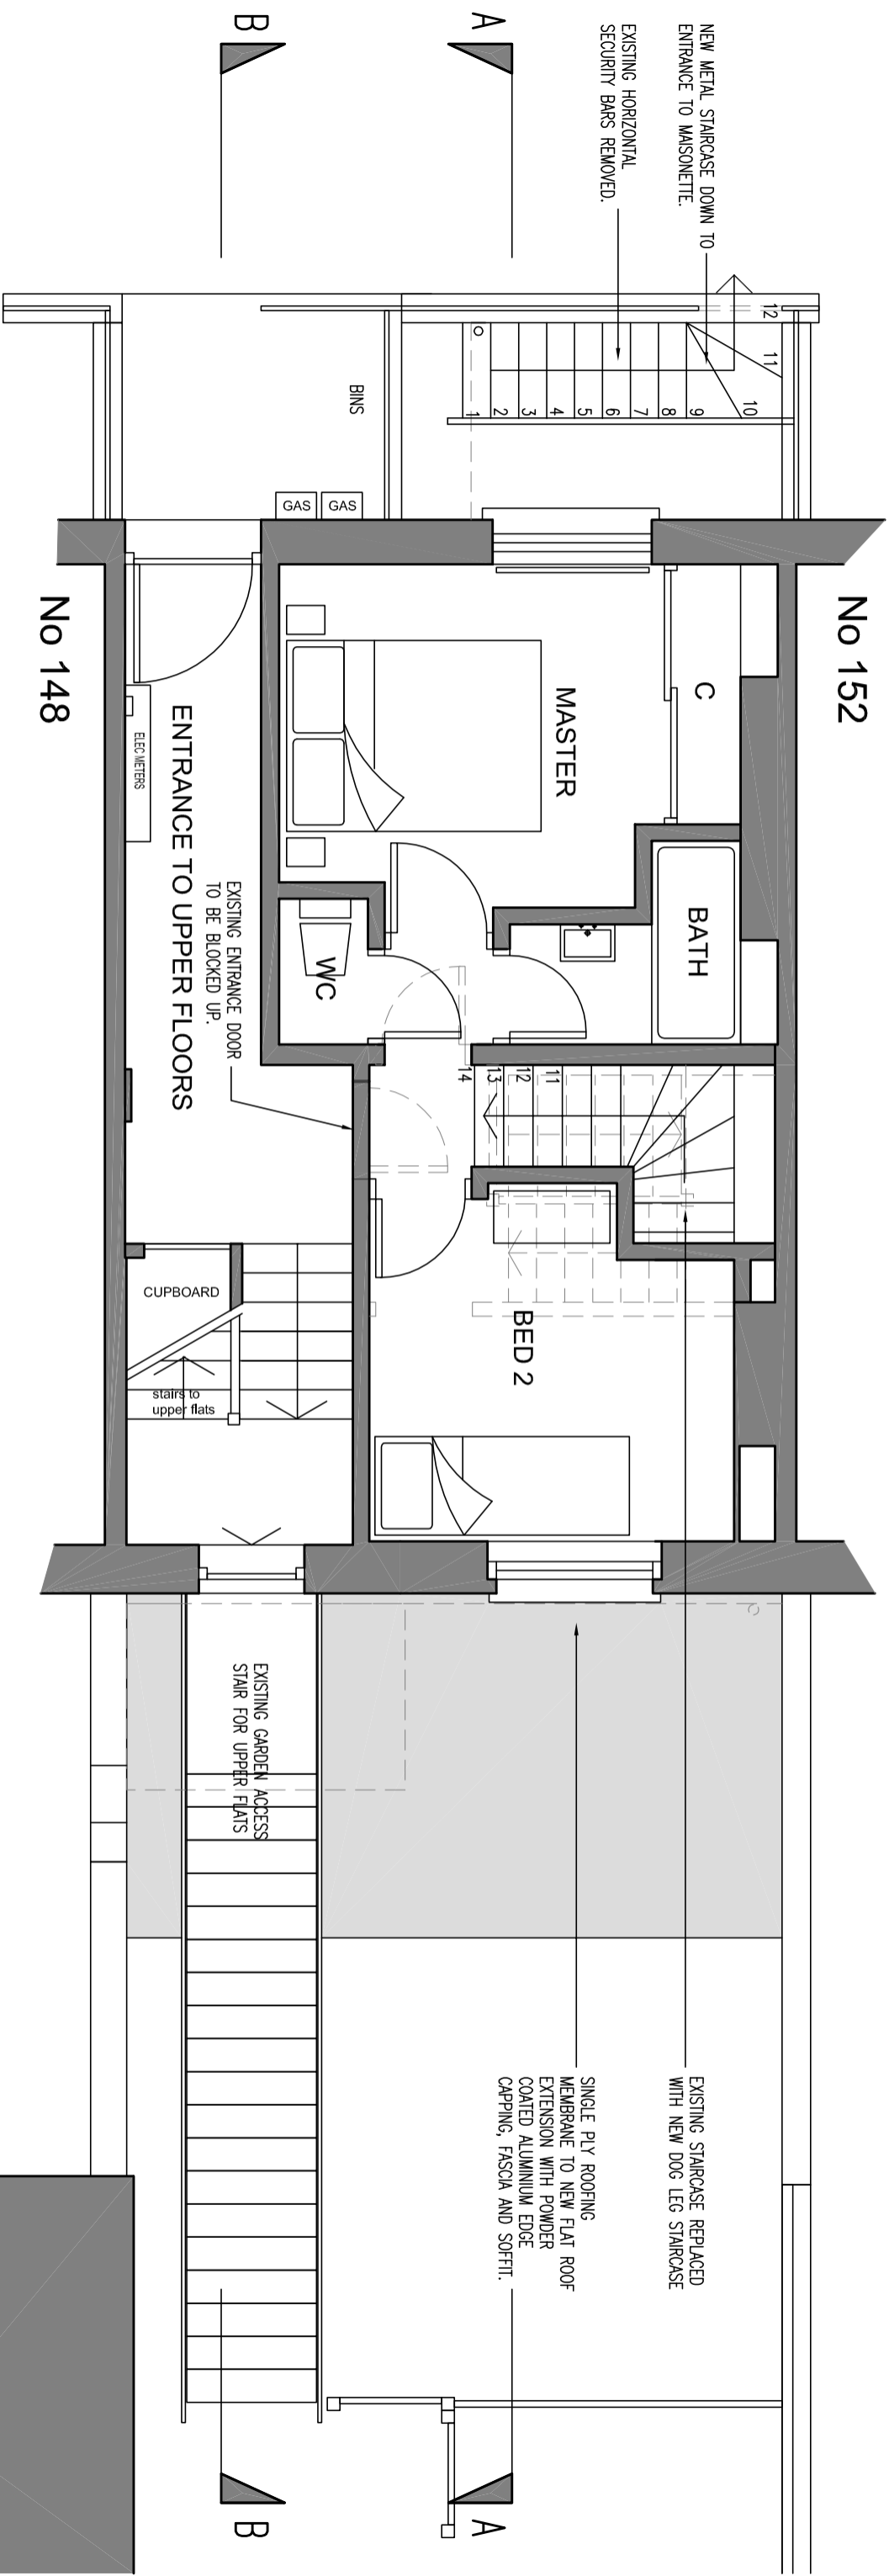 B
A
NEW METAL STAIRCASE DOWN TO
ENTRANCE TO MAISONETTE.
EXISTING HORIZONTAL
SECURITY BARS REMOVED.
12
11
10
9
8
7
6
5
4
3
2
1
BINS
GAS
GAS
No 148
No 152
C
MASTER
ELEC METERS
ENTRANCE TO UPPER FLOORS
EXISTING ENTRANCE DOOR
TO BE BLOCKED UP.
BATH
WC
14
13
12
11
CUPBOARD
stairs to
upper flats
BED 2
EXISTING GARDEN ACCESS
STAIR FOR UPPER FLATS
EXISTING STAIRCASE REPLACED
WITH NEW DOG LEG STAIRCASE
SINGLE PLY ROOFING
MEMBRANE TO NEW FLAT ROOF
EXTENSION WITH POWDER
COATED ALUMINIUM EDGE
CAPPING, FASCIA AND SOFFIT.
B
A